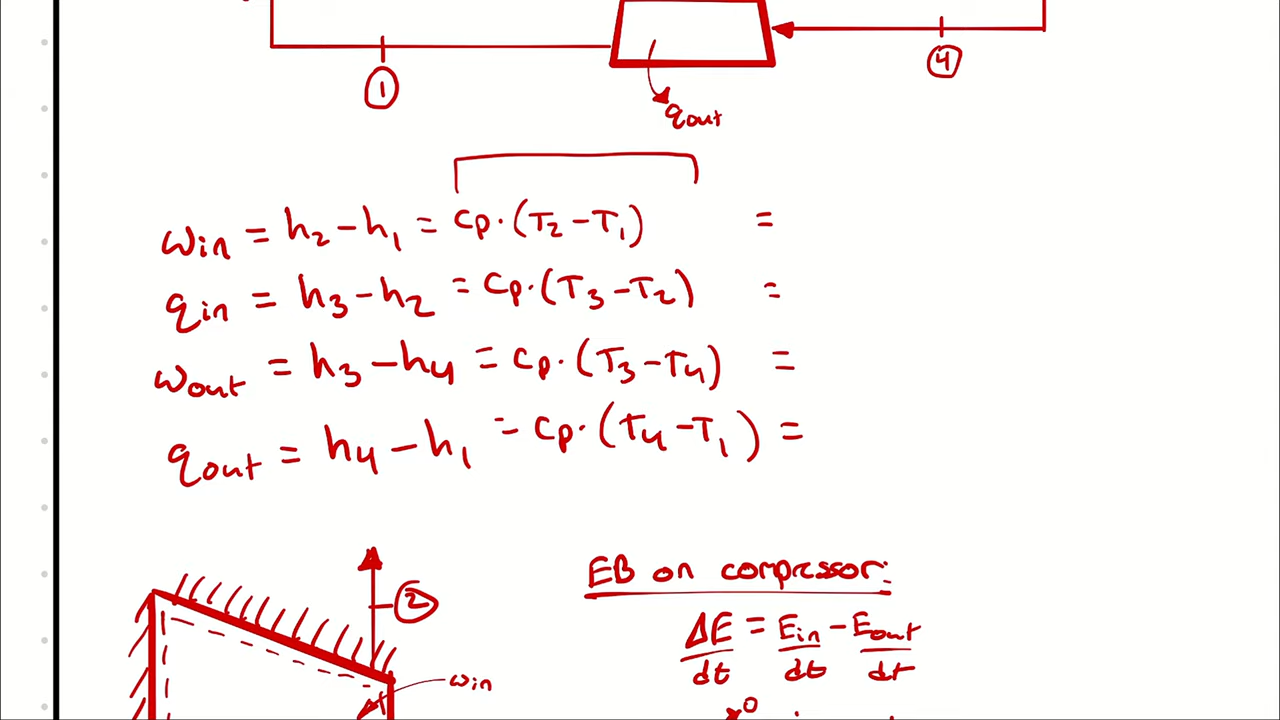 ① ④
qout
win = h₂ − h₁ = cp·(T₂ − T₁) =
qin = h₃ − h₂ = cp·(T₃ − T₂) =
wout = h₃ − h₄ = cp·(T₃ − T₄) =
qout = h₄ − h₁ = cp·(T₄ − T₁) =
②
win
EB on compressor:
ΔE/dt = Ein/dt − Eout/dt